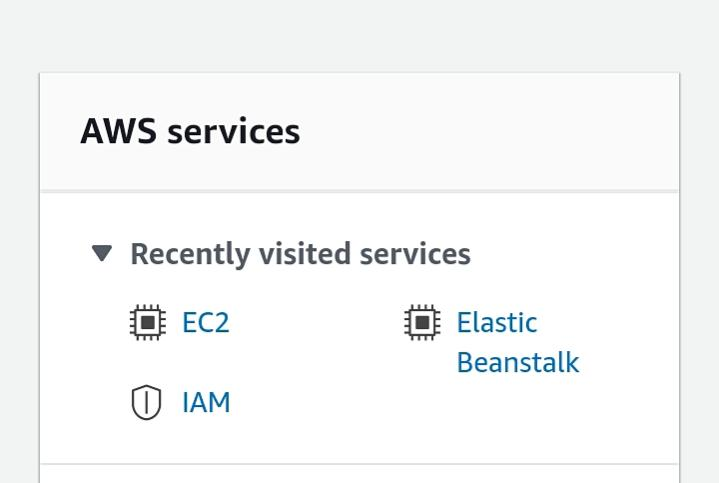 AWS services
Recently visited services
EC2
Elastic
Beanstalk
IAM